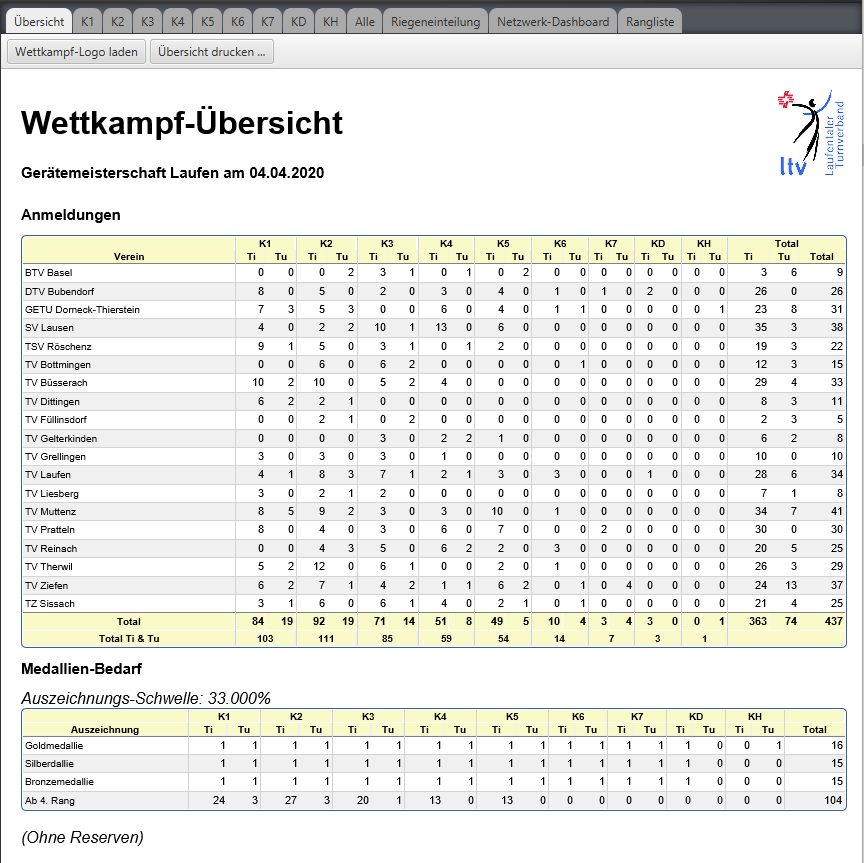 Übersicht K1 K2 K3 K4 K5 K6 K7 KD KH Alle Riegeneinteilung Netzwerk-Dashboard Rangliste
Wettkampf-Logo laden Übersicht drucken ...
Wettkampf-Übersicht
ltv Laufentaler Turnverband
Gerätemeisterschaft Laufen am 04.04.2020
Anmeldungen
K1 K2 K3 K4 K5 K6 K7 KD KH Total
Verein Ti Tu Ti Tu Ti Tu Ti Tu Ti Tu Ti Tu Ti Tu Ti Tu Ti Tu Ti Tu Total
BTV Basel 0 0 0 2 3 1 0 1 0 2 0 0 0 0 0 0 0 0 3 6 9
DTV Bubendorf 8 0 5 0 2 0 3 0 4 0 1 0 1 0 2 0 0 0 26 0 26
GETU Dorneck-Thierstein 7 3 5 3 0 0 6 0 4 0 1 1 0 0 0 0 0 1 23 8 31
SV Lausen 4 0 2 2 10 1 13 0 6 0 0 0 0 0 0 0 0 0 35 3 38
TSV Röschenz 9 1 5 0 3 1 0 1 2 0 0 0 0 0 0 0 0 0 19 3 22
TV Bottmingen 0 0 6 0 6 2 0 0 0 0 0 1 0 0 0 0 0 0 12 3 15
TV Büsserach 10 2 10 0 5 2 4 0 0 0 0 0 0 0 0 0 0 0 29 4 33
TV Dittingen 6 2 2 1 0 0 0 0 0 0 0 0 0 0 0 0 0 0 8 3 11
TV Füllinsdorf 0 0 2 1 0 2 0 0 0 0 0 0 0 0 0 0 0 0 2 3 5
TV Gelterkinden 0 0 0 0 3 0 2 2 1 0 0 0 0 0 0 0 0 0 6 2 8
TV Grellingen 3 0 3 0 3 0 1 0 0 0 0 0 0 0 0 0 0 0 10 0 10
TV Laufen 4 1 8 3 7 1 2 1 3 0 3 0 0 0 1 0 0 0 28 6 34
TV Liesberg 3 0 2 1 2 0 0 0 0 0 0 0 0 0 0 0 0 0 7 1 8
TV Muttenz 8 5 9 2 3 0 3 0 10 0 1 0 0 0 0 0 0 0 34 7 41
TV Pratteln 8 0 4 0 3 0 6 0 7 0 0 0 2 0 0 0 0 0 30 0 30
TV Reinach 0 0 4 3 5 0 6 2 2 0 3 0 0 0 0 0 0 0 20 5 25
TV Therwil 5 2 12 0 6 1 0 0 2 0 1 0 0 0 0 0 0 0 26 3 29
TV Ziefen 6 2 7 1 4 2 1 1 6 2 0 1 0 4 0 0 0 0 24 13 37
TZ Sissach 3 1 6 0 6 1 4 0 2 1 0 1 0 0 0 0 0 0 21 4 25
Total 84 19 92 19 71 14 51 8 49 5 10 4 3 4 3 0 0 1 363 74 437
Total Ti & Tu 103 111 85 59 54 14 7 3 1
Medallien-Bedarf
Auszeichnungs-Schwelle: 33.000%
K1 K2 K3 K4 K5 K6 K7 KD KH
Auszeichnung Ti Tu Ti Tu Ti Tu Ti Tu Ti Tu Ti Tu Ti Tu Ti Tu Ti Tu Total
Goldmedallie 1 1 1 1 1 1 1 1 1 1 1 1 1 1 1 0 0 1 16
Silberdallie 1 1 1 1 1 1 1 1 1 1 1 1 1 1 1 0 0 0 15
Bronzemedallie 1 1 1 1 1 1 1 1 1 1 1 1 1 1 1 0 0 0 15
Ab 4. Rang 24 3 27 3 20 1 13 0 13 0 0 0 0 0 0 0 0 0 104
(Ohne Reserven)